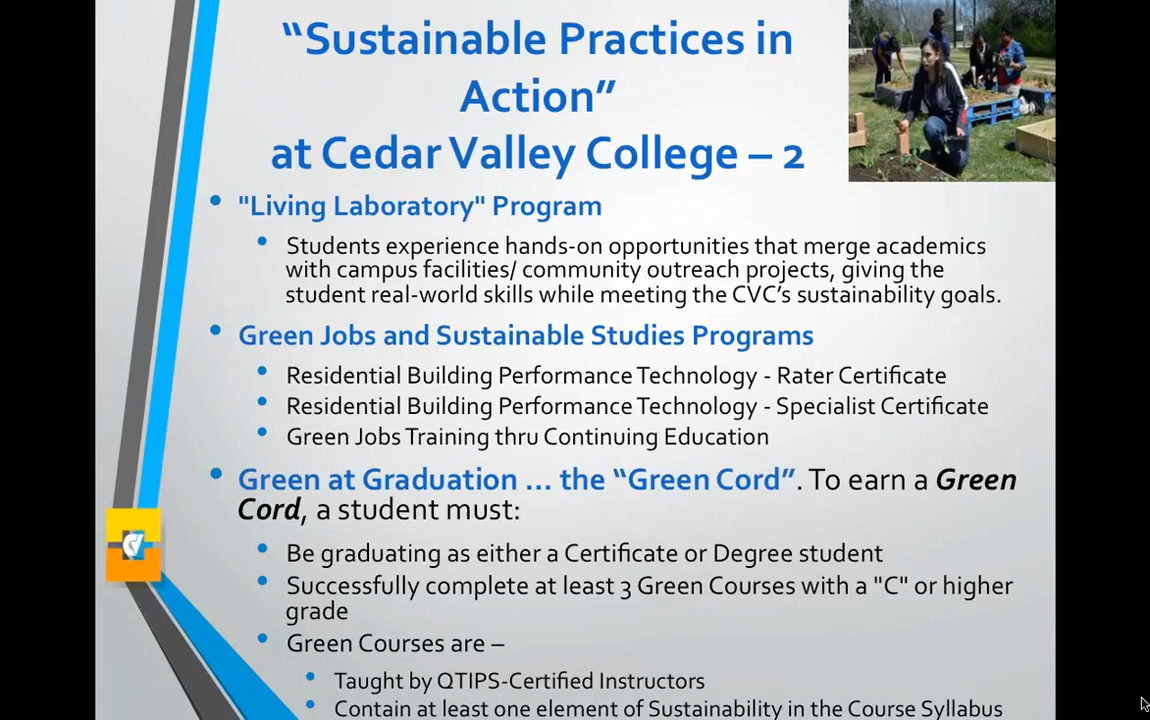 “Sustainable Practices in
Action”
at Cedar Valley College – 2
• "Living Laboratory" Program
• Students experience hands-on opportunities that merge academics
with campus facilities/ community outreach projects, giving the
student real-world skills while meeting the CVC’s sustainability goals.
• Green Jobs and Sustainable Studies Programs
• Residential Building Performance Technology - Rater Certificate
• Residential Building Performance Technology - Specialist Certificate
• Green Jobs Training thru Continuing Education
• Green at Graduation … the “Green Cord”. To earn a Green
Cord, a student must:
• Be graduating as either a Certificate or Degree student
• Successfully complete at least 3 Green Courses with a "C" or higher
grade
• Green Courses are –
• Taught by QTIPS-Certified Instructors
• Contain at least one element of Sustainability in the Course Syllabus